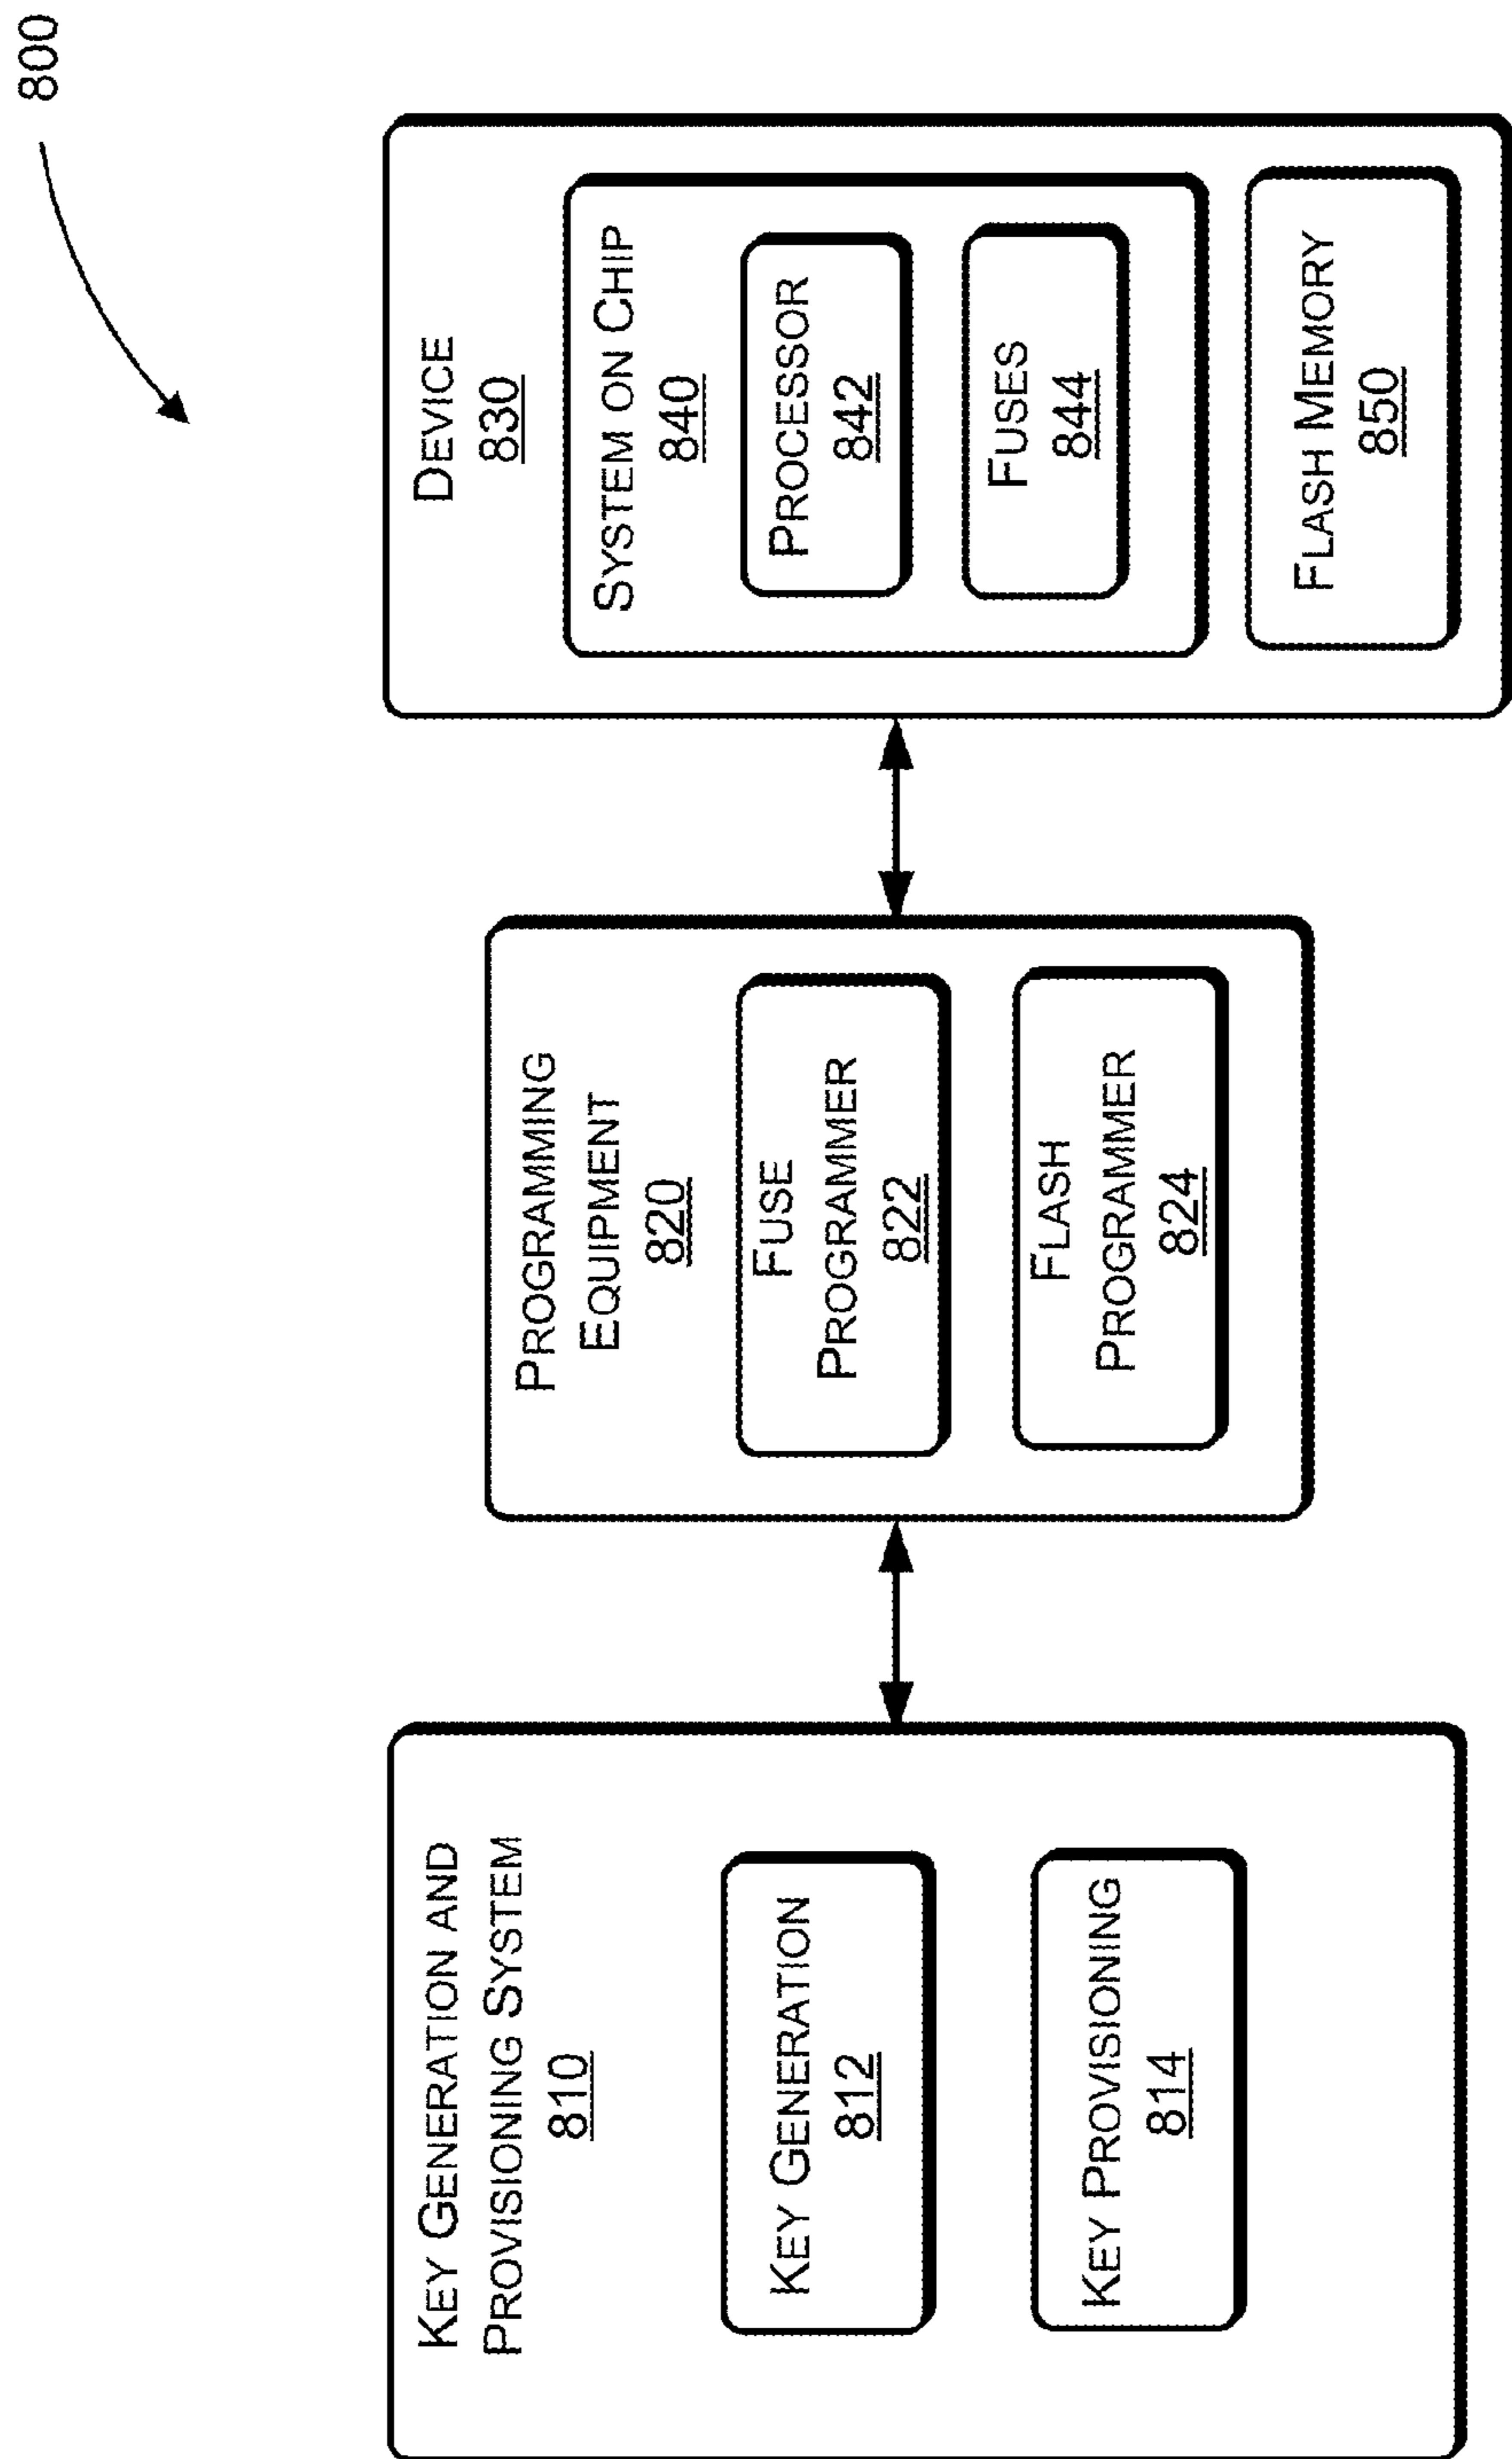 800
KEY GENERATION AND
PROVISIONING SYSTEM
810
KEY GENERATION
812
KEY PROVISIONING
814
PROGRAMMING
EQUIPMENT
820
FUSE
PROGRAMMER
822
FLASH
PROGRAMMER
824
DEVICE
830
SYSTEM ON CHIP
840
PROCESSOR
842
FUSES
844
FLASH MEMORY
850